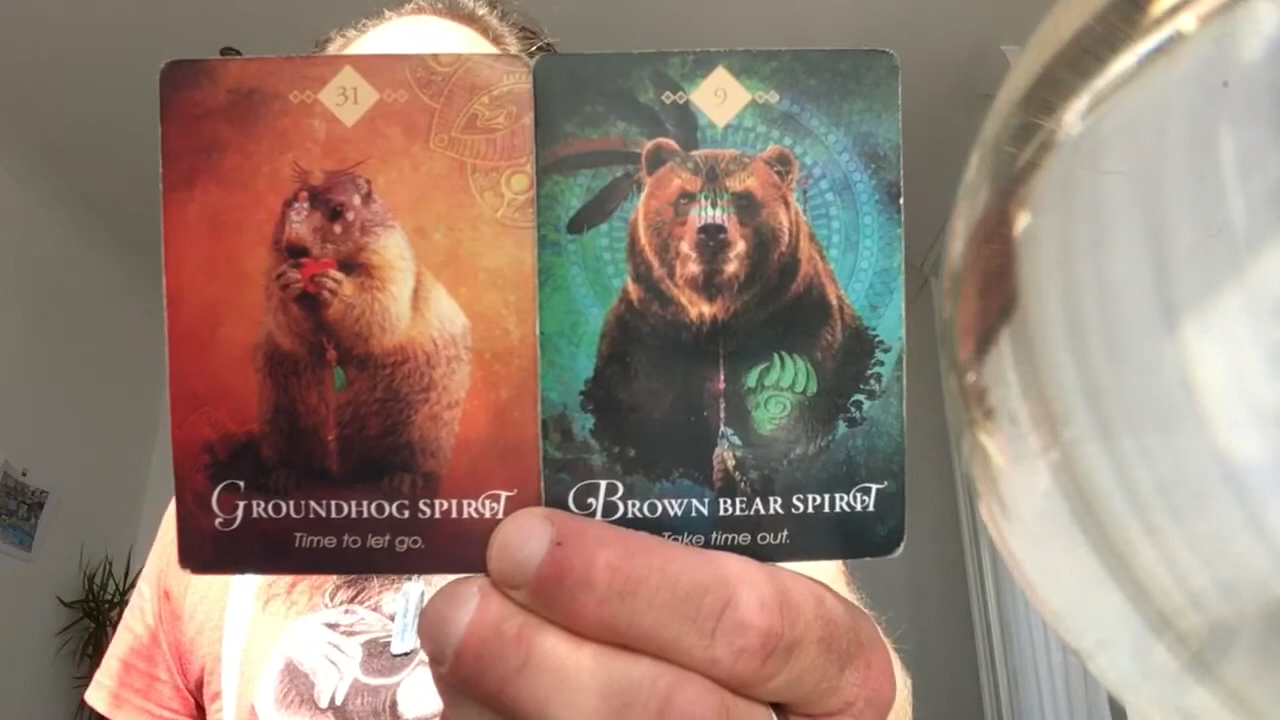 31
GROUNDHOG SPIRIT
Time to let go.
9
BROWN BEAR SPIRIT
Take time out.